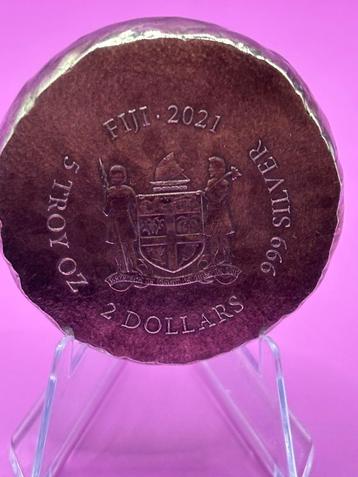 FIJI · 2021
5 TROY OZ
999 SILVER
2 DOLLARS